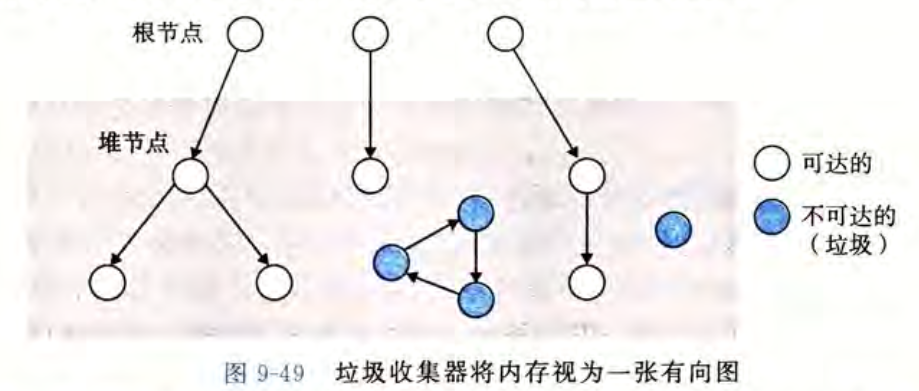 根节点
堆节点
可达的
不可达的
（垃圾）
图 9-49 垃圾收集器将内存视为一张有向图